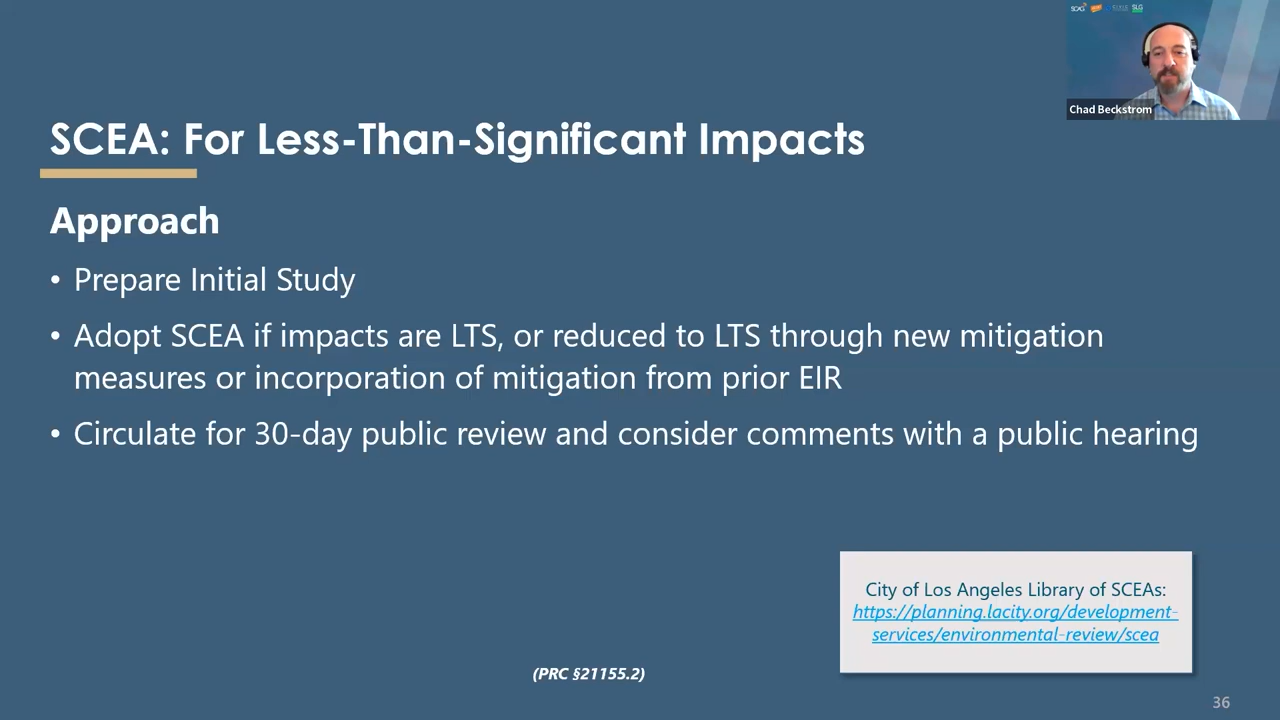 SCAG
SLG
Chad Beckstrom
SCEA: For Less-Than-Significant Impacts
Approach
• Prepare Initial Study
• Adopt SCEA if impacts are LTS, or reduced to LTS through new mitigation
measures or incorporation of mitigation from prior EIR
• Circulate for 30-day public review and consider comments with a public hearing
City of Los Angeles Library of SCEAs:
https://planning.lacity.org/development-
services/environmental-review/scea
(PRC §21155.2)
36